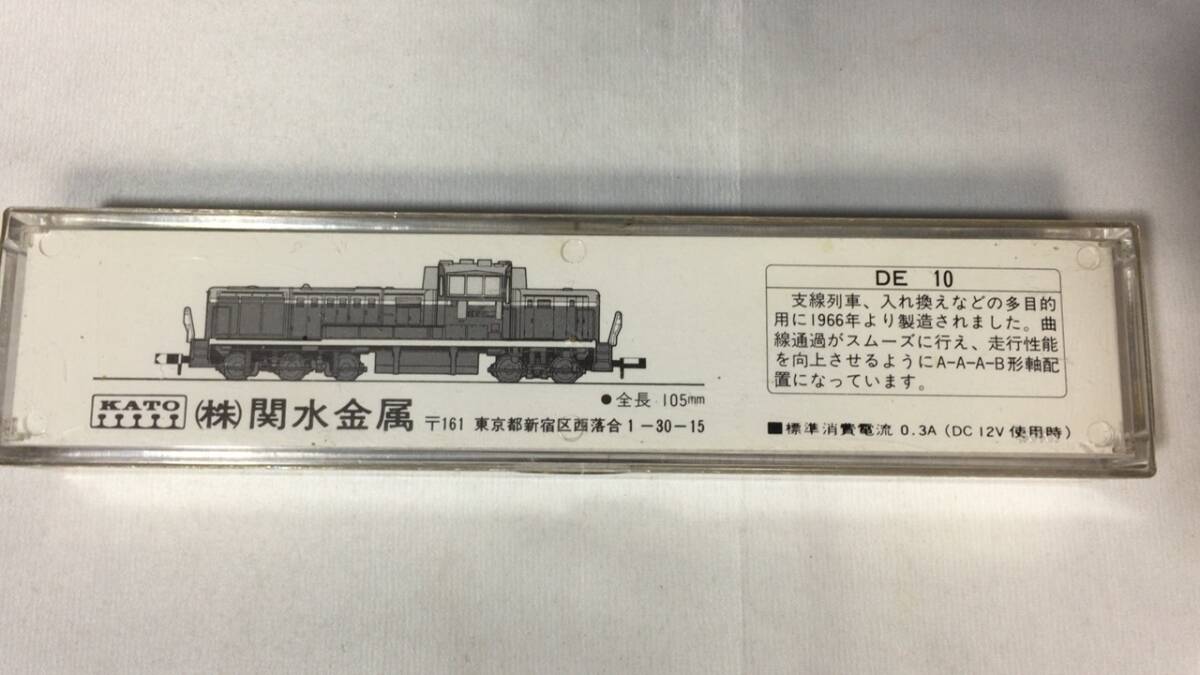 DE 10
支線列車、入れ換えなどの多目的
用に1966年より製造されました。曲
線通過がスムーズに行え、走行性能
を向上させるようにA-A-A-B形軸配
置になっています。
●全長 105mm
KATO
(株)関水金属 〒161 東京都新宿区西落合1-30-15
■標準消費電流 0.3A (DC 12V 使用時)